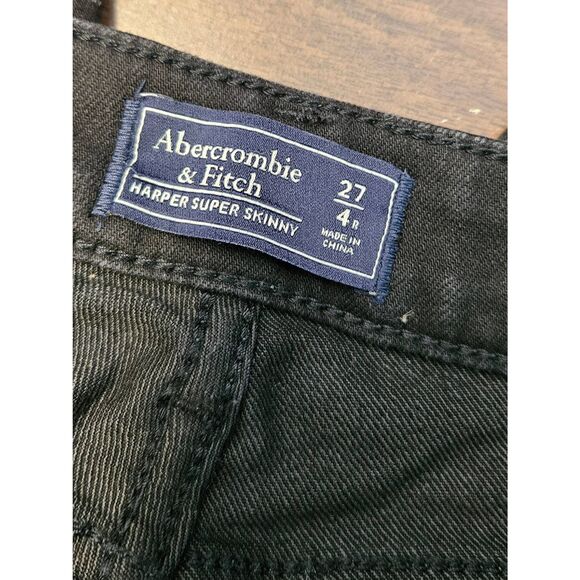 Abercrombie
& Fitch
HARPER SUPER SKINNY
27
4R
MADE IN
CHINA